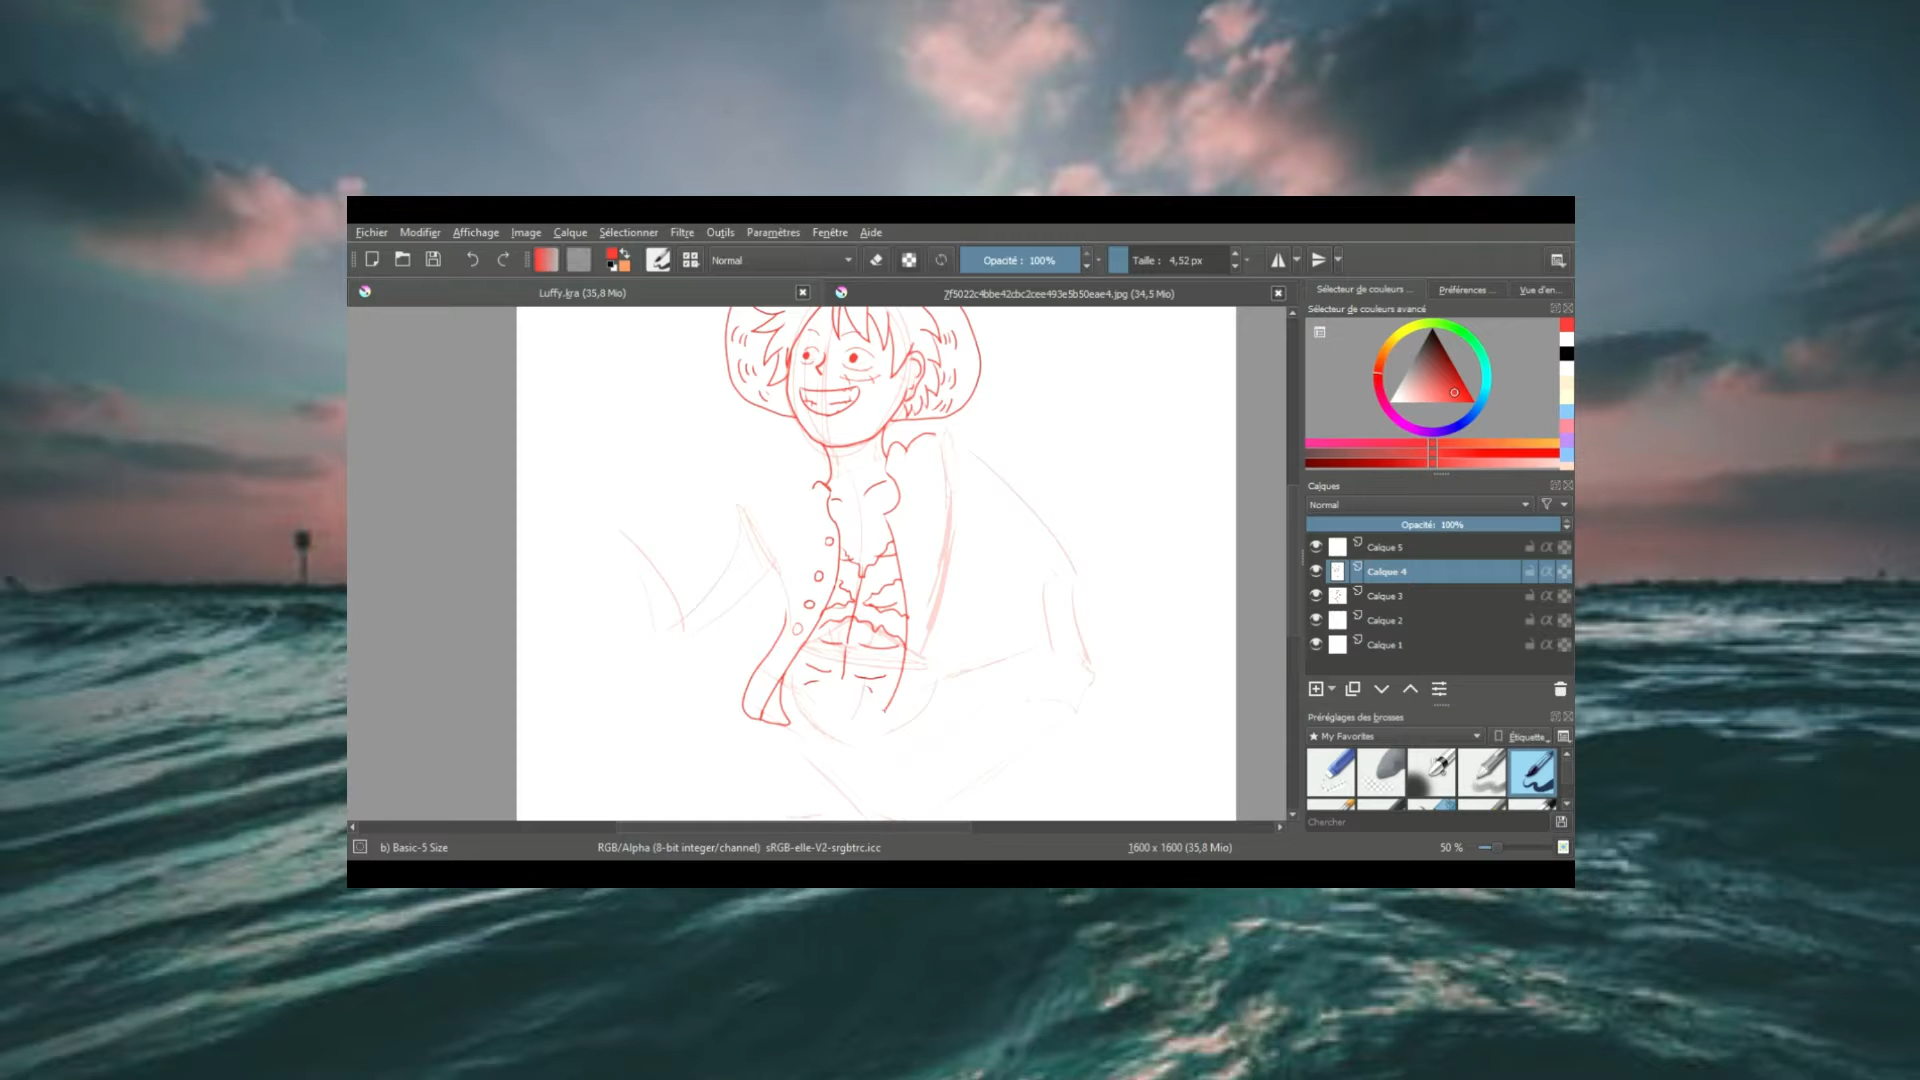 Fichier Modifier Affichage Image Calque Sélectionner Filtre Outils Paramètres Fenêtre Aide
Normal Opacité : 100% Taille : 4,52 px
Luffy.kra (35,8 Mio) 7f5022c4bbe42cbc2cee493e5b50eae4.jpg (34,5 Mio)
Sélecteur de couleurs ... Préférences ... Vue d'en...
Sélecteur de couleurs avancé
Calques
Normal
Opacité: 100%
Calque 5
Calque 4
Calque 3
Calque 2
Calque 1
Préréglages des brosses
★ My Favorites Étiquette
Chercher
b) Basic-5 Size RGB/Alpha (8-bit integer/channel) sRGB-elle-V2-srgbtrc.icc 1600 x 1600 (35,8 Mio) 50 %